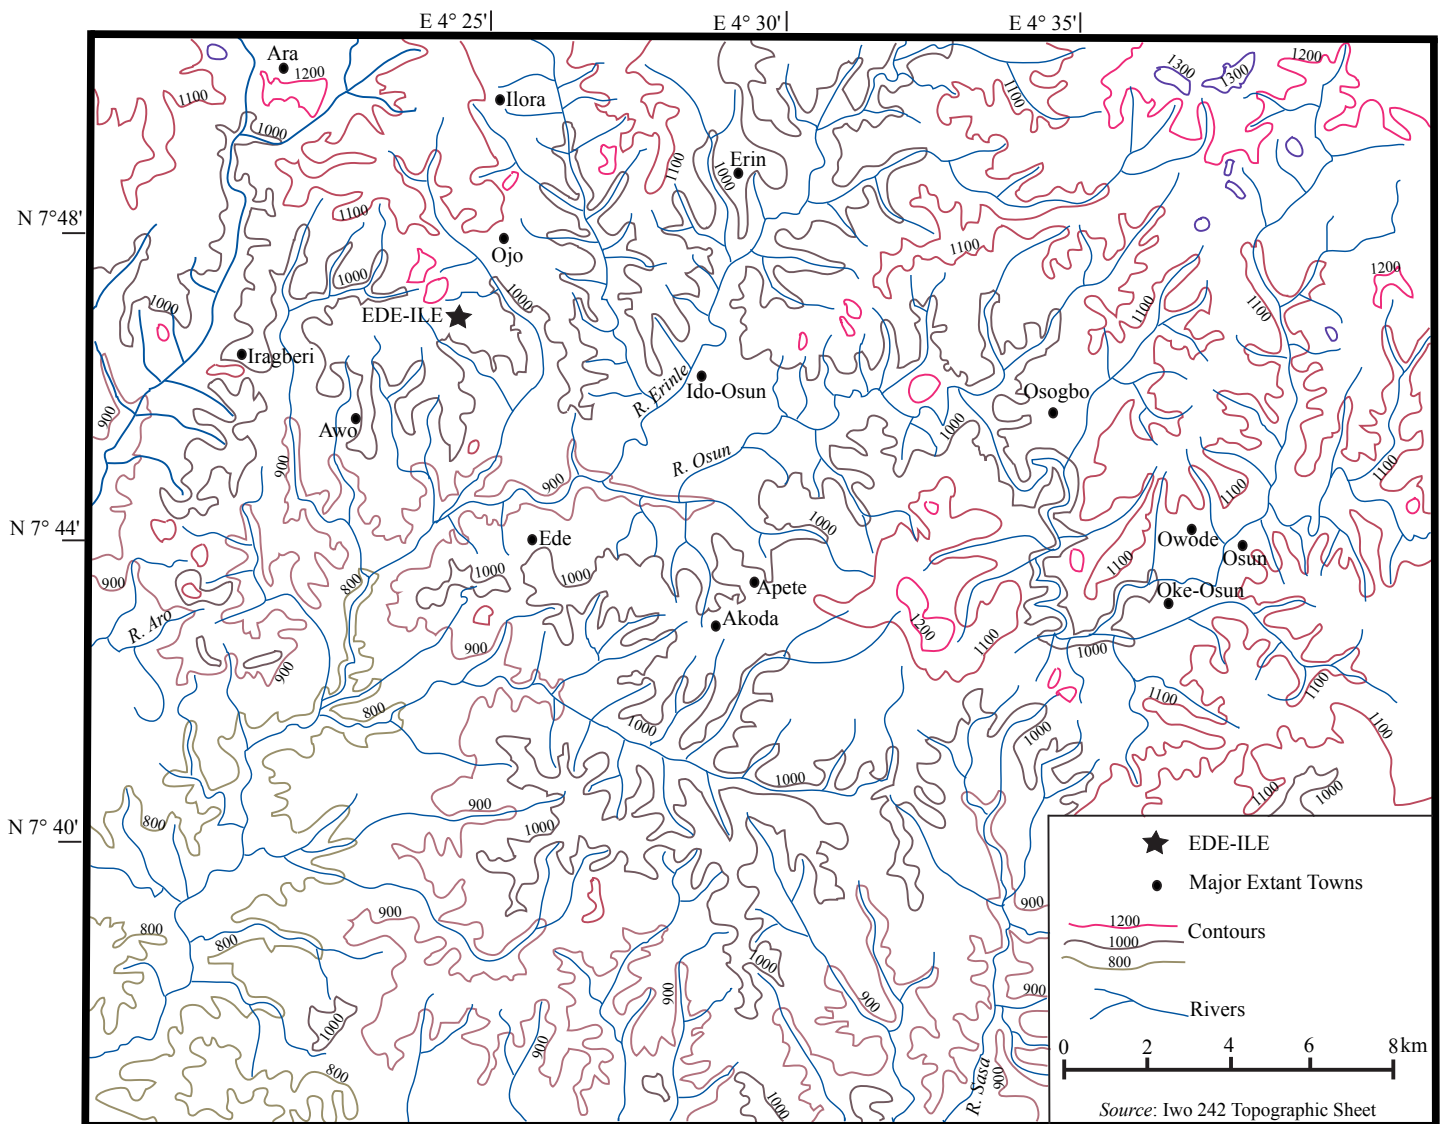 E 4° 25' E 4° 30' E 4° 35'
Ara
1200
1100
1000
Ilora
1300
1300
1200
1100
1100
Erin
1000
N 7°48'
1100
Ojo
1000
1000
1100
1200
1000
EDE-ILE
1100
1100
Iragberi
R. Erinle
Ido-Osun
Osogbo
900
Awo
1000
900
R. Osun
900
1100
1100
N 7° 44'
Ede
1000
Owode
Osun
900
800
1000
1000
Apete
1100
Oke-Osun
R. Aro
Akoda
1200
1100
900
900
1000
800
1000
1100
1100
1100
1000
1000
1100
1000
N 7° 40'
800
900
1000
900
900
800
800
1000
900
900
900
1000
900
800
1000
R. Sasa
900
EDE-ILE
Major Extant Towns
1200
1000
800
Contours
Rivers
0 2 4 6 8 km
Source: Iwo 242 Topographic Sheet